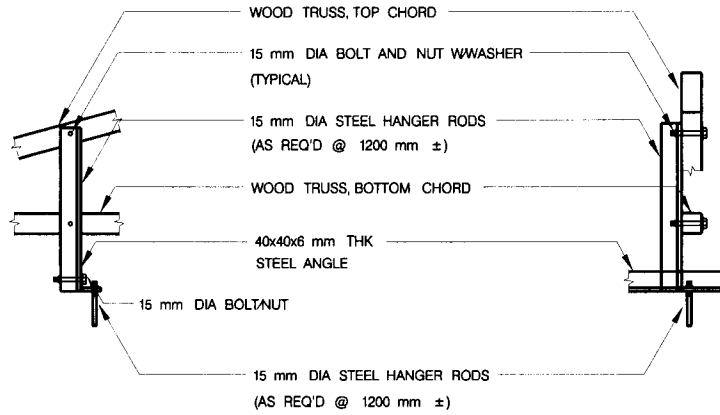 WOOD TRUSS, TOP CHORD
15 mm DIA BOLT AND NUT W/WASHER
(TYPICAL)
15 mm DIA STEEL HANGER RODS
(AS REQ'D @ 1200 mm ±)
WOOD TRUSS, BOTTOM CHORD
40x40x6 mm THK
STEEL ANGLE
15 mm DIA BOLT/NUT
15 mm DIA STEEL HANGER RODS
(AS REQ'D @ 1200 mm ±)